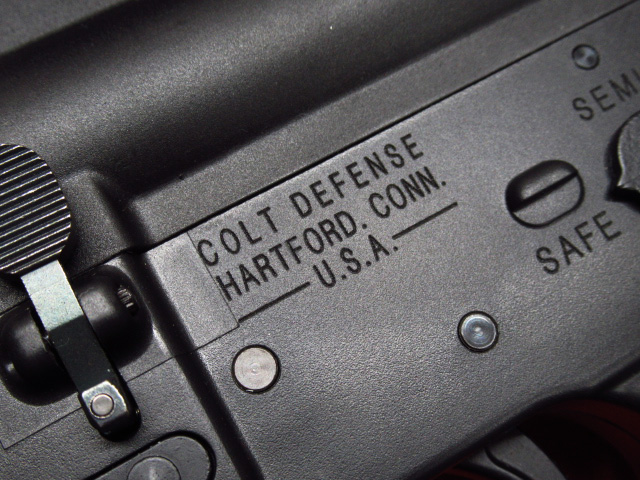 COLT DEFENSE
HARTFORD. CONN.
U.S.A.
SEMI
SAFE